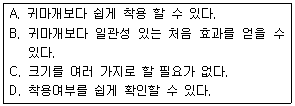 A. 귀마개보다 쉽게 착용 할 수 있다.
B. 귀마개보다 일관성 있는 처음 효과를 얻을 수
있다.
C. 크기를 여러 가지로 할 필요가 없다.
D. 착용여부를 쉽게 확인할 수 있다.